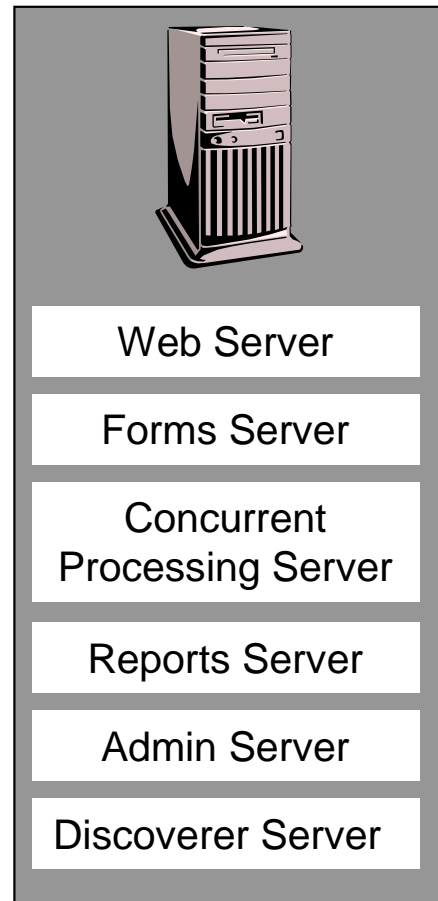 Web Server
Forms Server
Concurrent
Processing Server
Reports Server
Admin Server
Discoverer Server